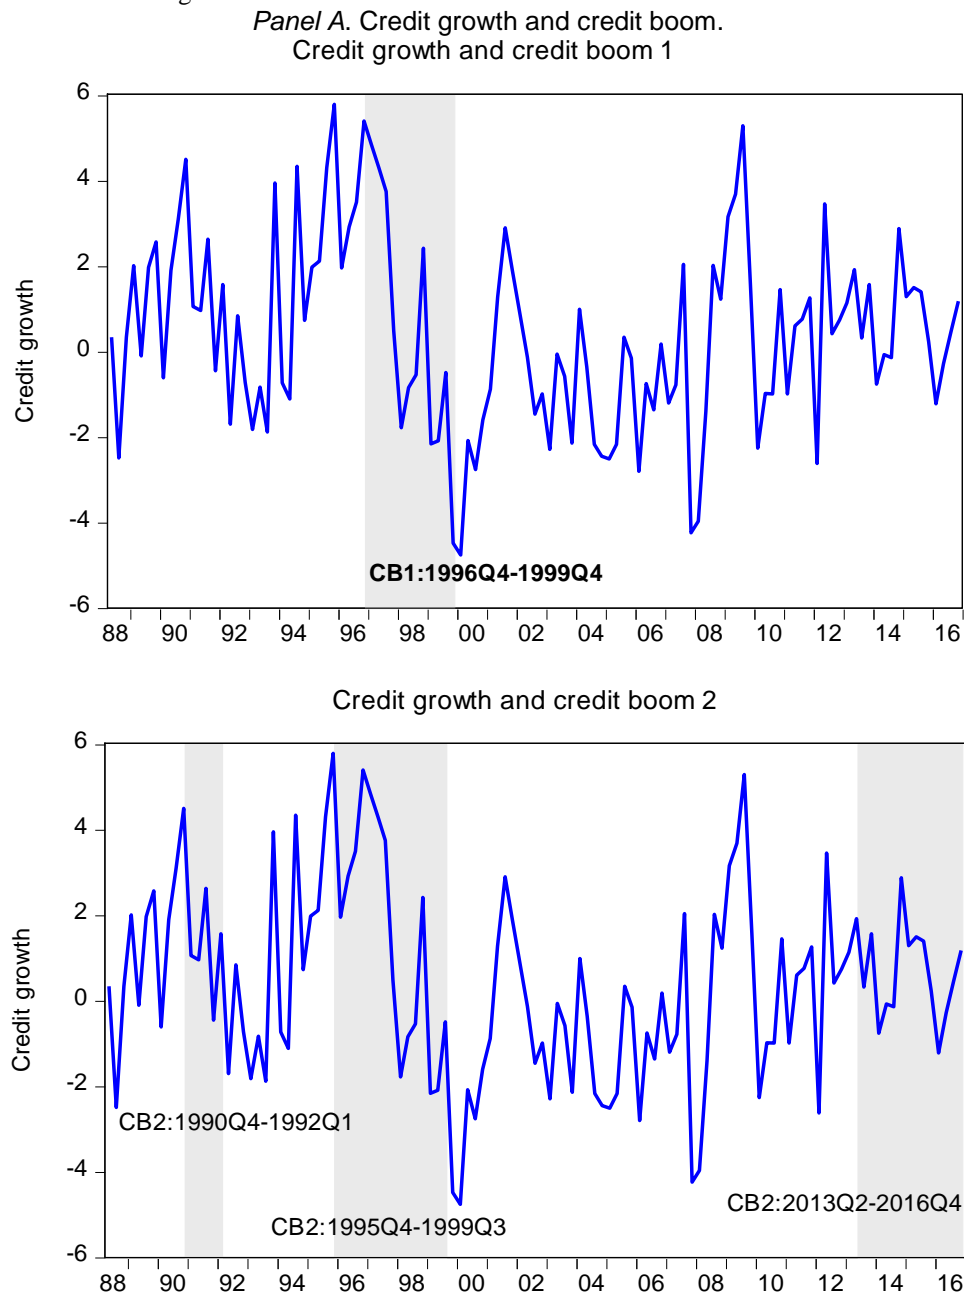 Panel A. Credit growth and credit boom.
Credit growth and credit boom 1
6
4
2
0
-2
-4
-6
Credit growth
CB1:1996Q4-1999Q4
88 90 92 94 96 98 00 02 04 06 08 10 12 14 16
Credit growth and credit boom 2
6
4
2
0
-2
-4
-6
Credit growth
CB2:1990Q4-1992Q1
CB2:2013Q2-2016Q4
CB2:1995Q4-1999Q3
88 90 92 94 96 98 00 02 04 06 08 10 12 14 16